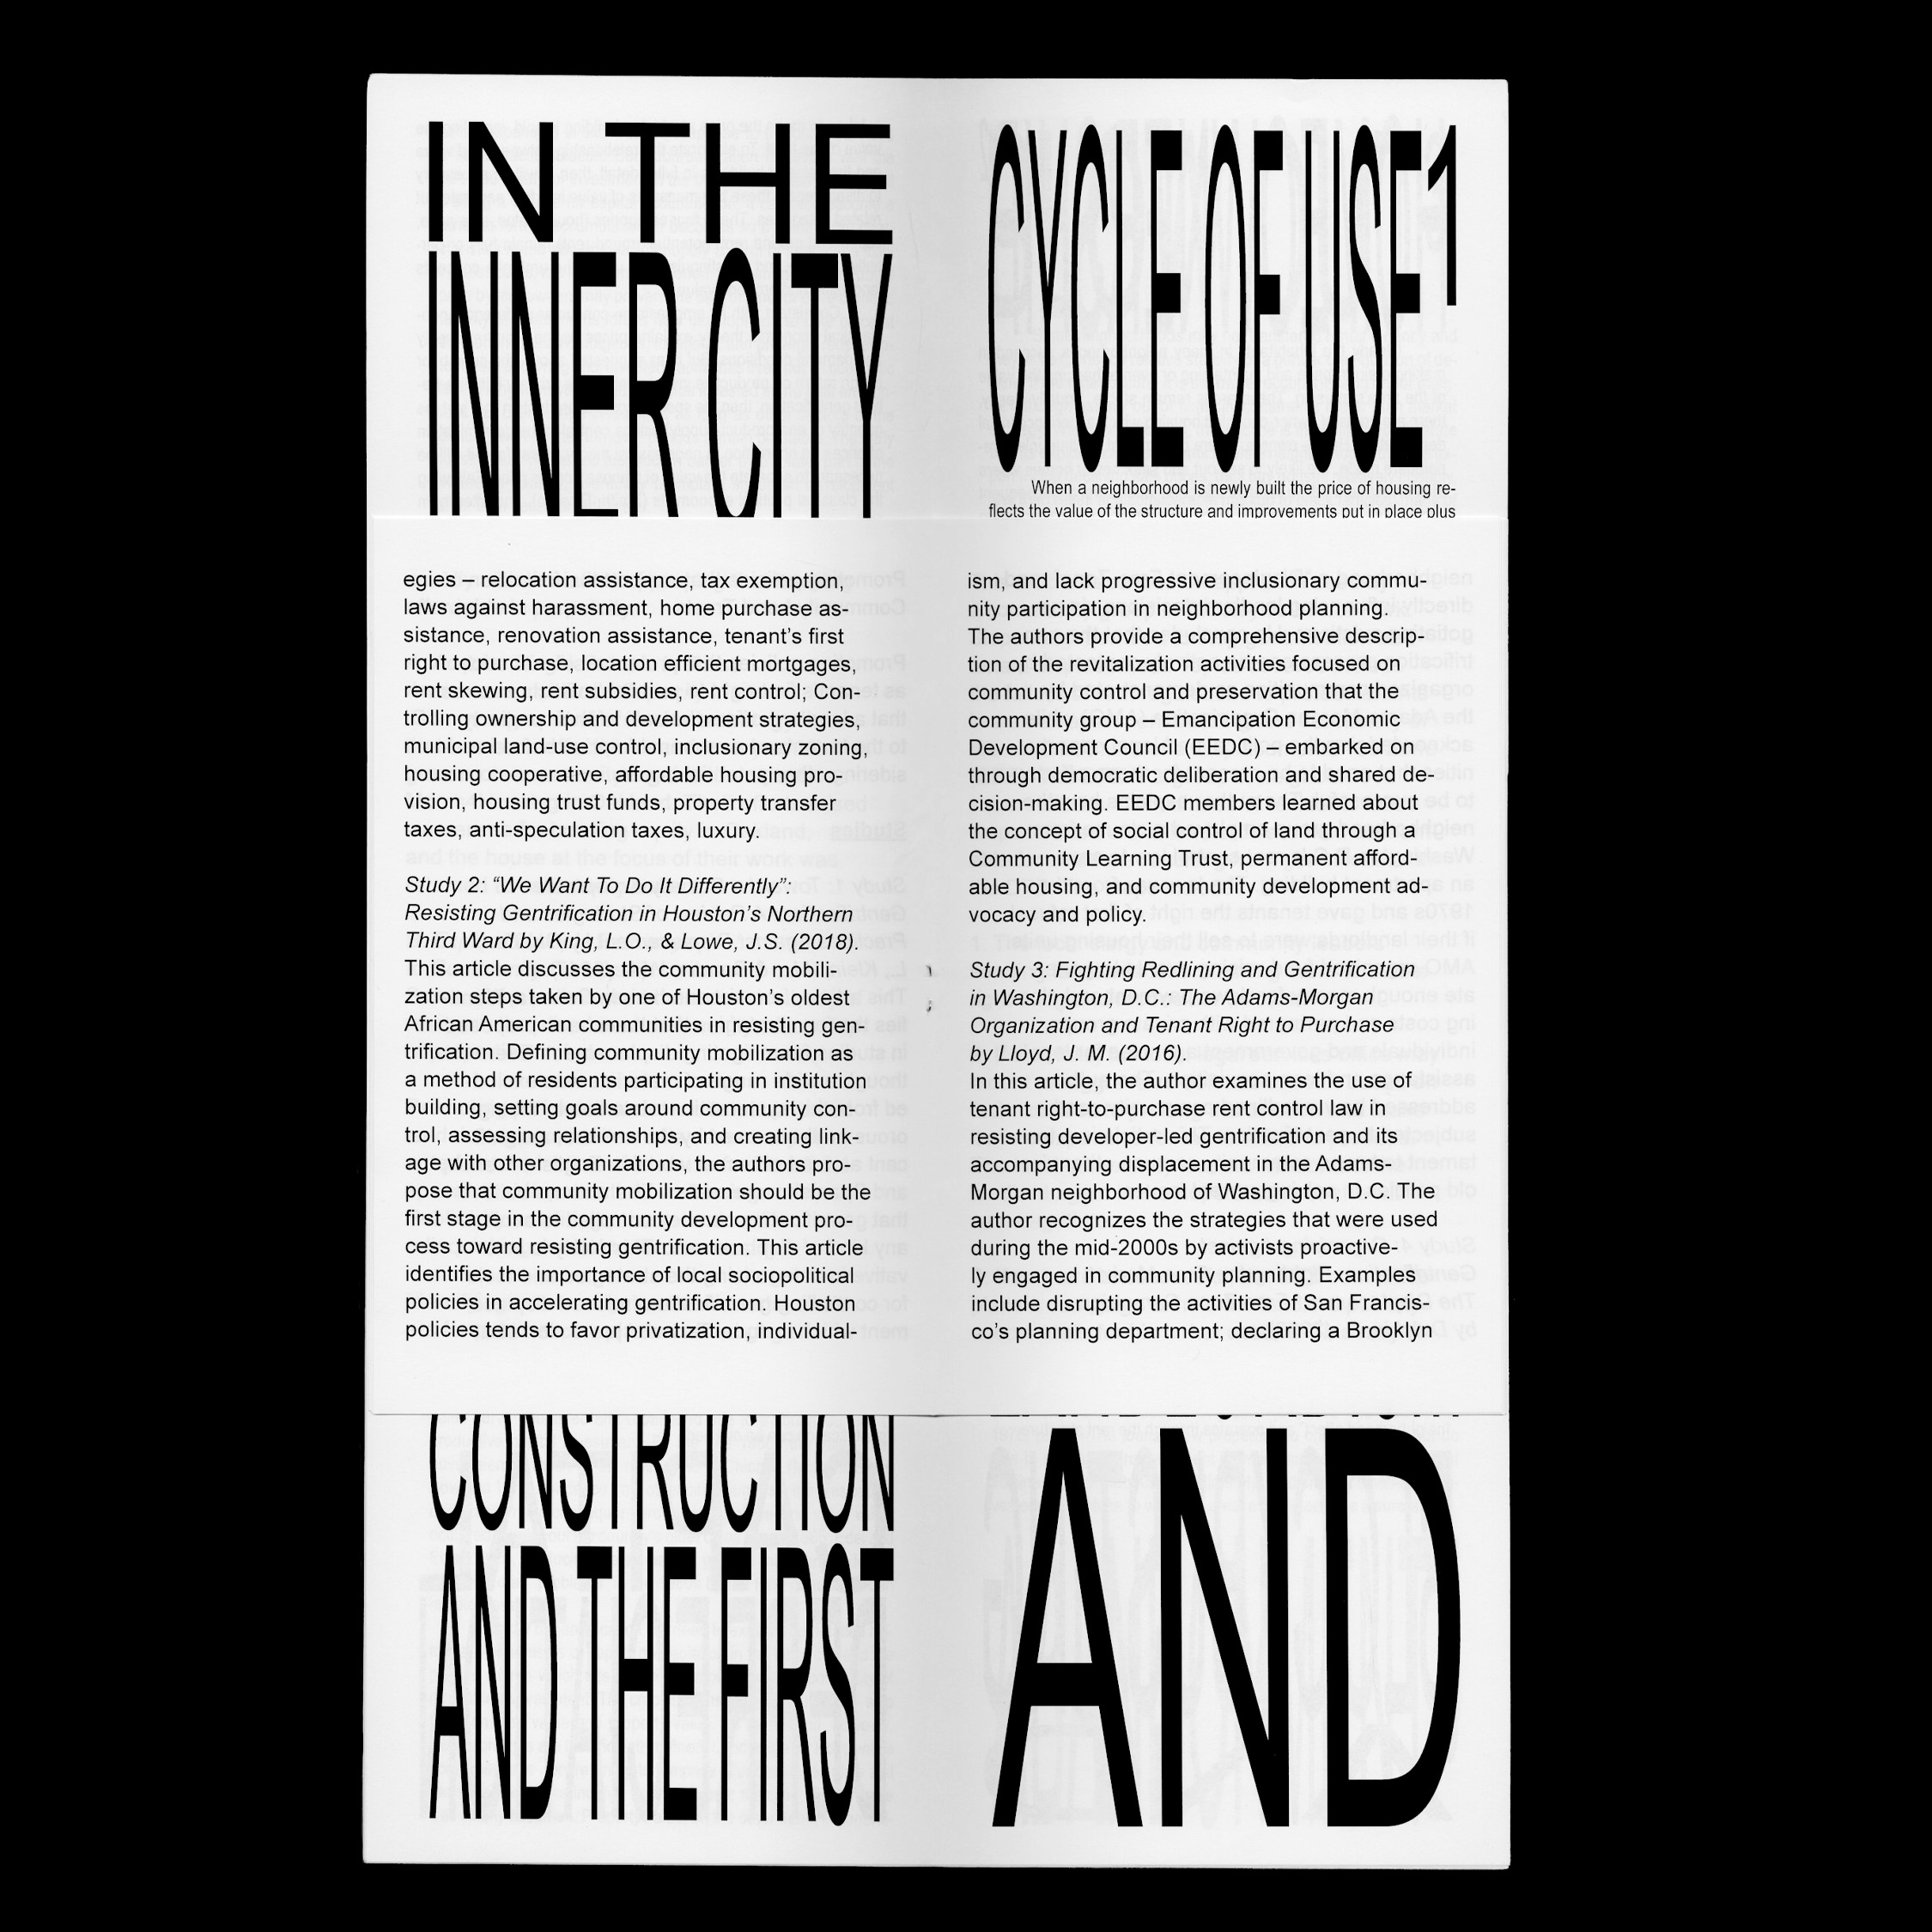 IN THE
INNER CITY
CYCLE OF USE1
When a neighborhood is newly built the price of housing re-
flects the value of the structure and improvements put in place plus
egies – relocation assistance, tax exemption,
laws against harassment, home purchase as-
sistance, renovation assistance, tenant’s first
right to purchase, location efficient mortgages,
rent skewing, rent subsidies, rent control; Con-
trolling ownership and development strategies,
municipal land-use control, inclusionary zoning,
housing cooperative, affordable housing pro-
vision, housing trust funds, property transfer
taxes, anti-speculation taxes, luxury.
Study 2: “We Want To Do It Differently”:
Resisting Gentrification in Houston’s Northern
Third Ward by King, L.O., & Lowe, J.S. (2018).
This article discusses the community mobili-
zation steps taken by one of Houston’s oldest
African American communities in resisting gen-
trification. Defining community mobilization as
a method of residents participating in institution
building, setting goals around community con-
trol, assessing relationships, and creating link-
age with other organizations, the authors pro-
pose that community mobilization should be the
first stage in the community development pro-
cess toward resisting gentrification. This article
identifies the importance of local sociopolitical
policies in accelerating gentrification. Houston
policies tends to favor privatization, individual-
ism, and lack progressive inclusionary commu-
nity participation in neighborhood planning.
The authors provide a comprehensive descrip-
tion of the revitalization activities focused on
community control and preservation that the
community group – Emancipation Economic
Development Council (EEDC) – embarked on
through democratic deliberation and shared de-
cision-making. EEDC members learned about
the concept of social control of land through a
Community Learning Trust, permanent afford-
able housing, and community development ad-
vocacy and policy.
Study 3: Fighting Redlining and Gentrification
in Washington, D.C.: The Adams-Morgan
Organization and Tenant Right to Purchase
by Lloyd, J. M. (2016).
In this article, the author examines the use of
tenant right-to-purchase rent control law in
resisting developer-led gentrification and its
accompanying displacement in the Adams-
Morgan neighborhood of Washington, D.C. The
author recognizes the strategies that were used
during the mid-2000s by activists proactive-
ly engaged in community planning. Examples
include disrupting the activities of San Francis-
co’s planning department; declaring a Brooklyn
CONSTRUCTION
AND THE FIRST
AND